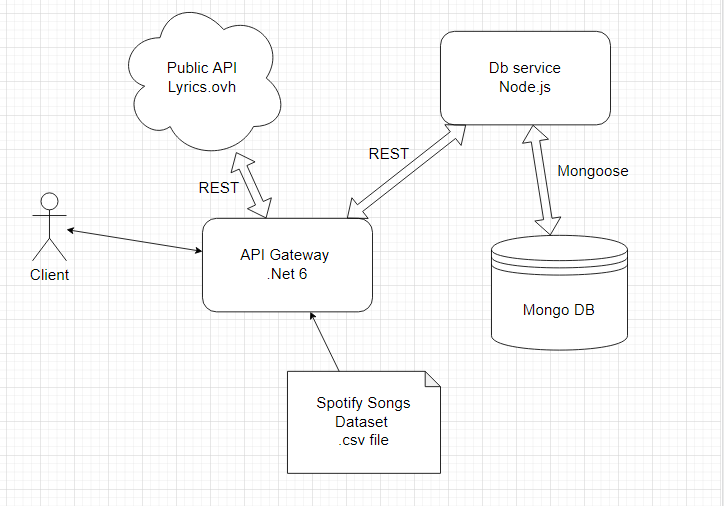 Public API
Lyrics.ovh
Db service
Node.js
REST
Mongoose
REST
Client
API Gateway
.Net 6
Mongo DB
Spotify Songs
Dataset
.csv file